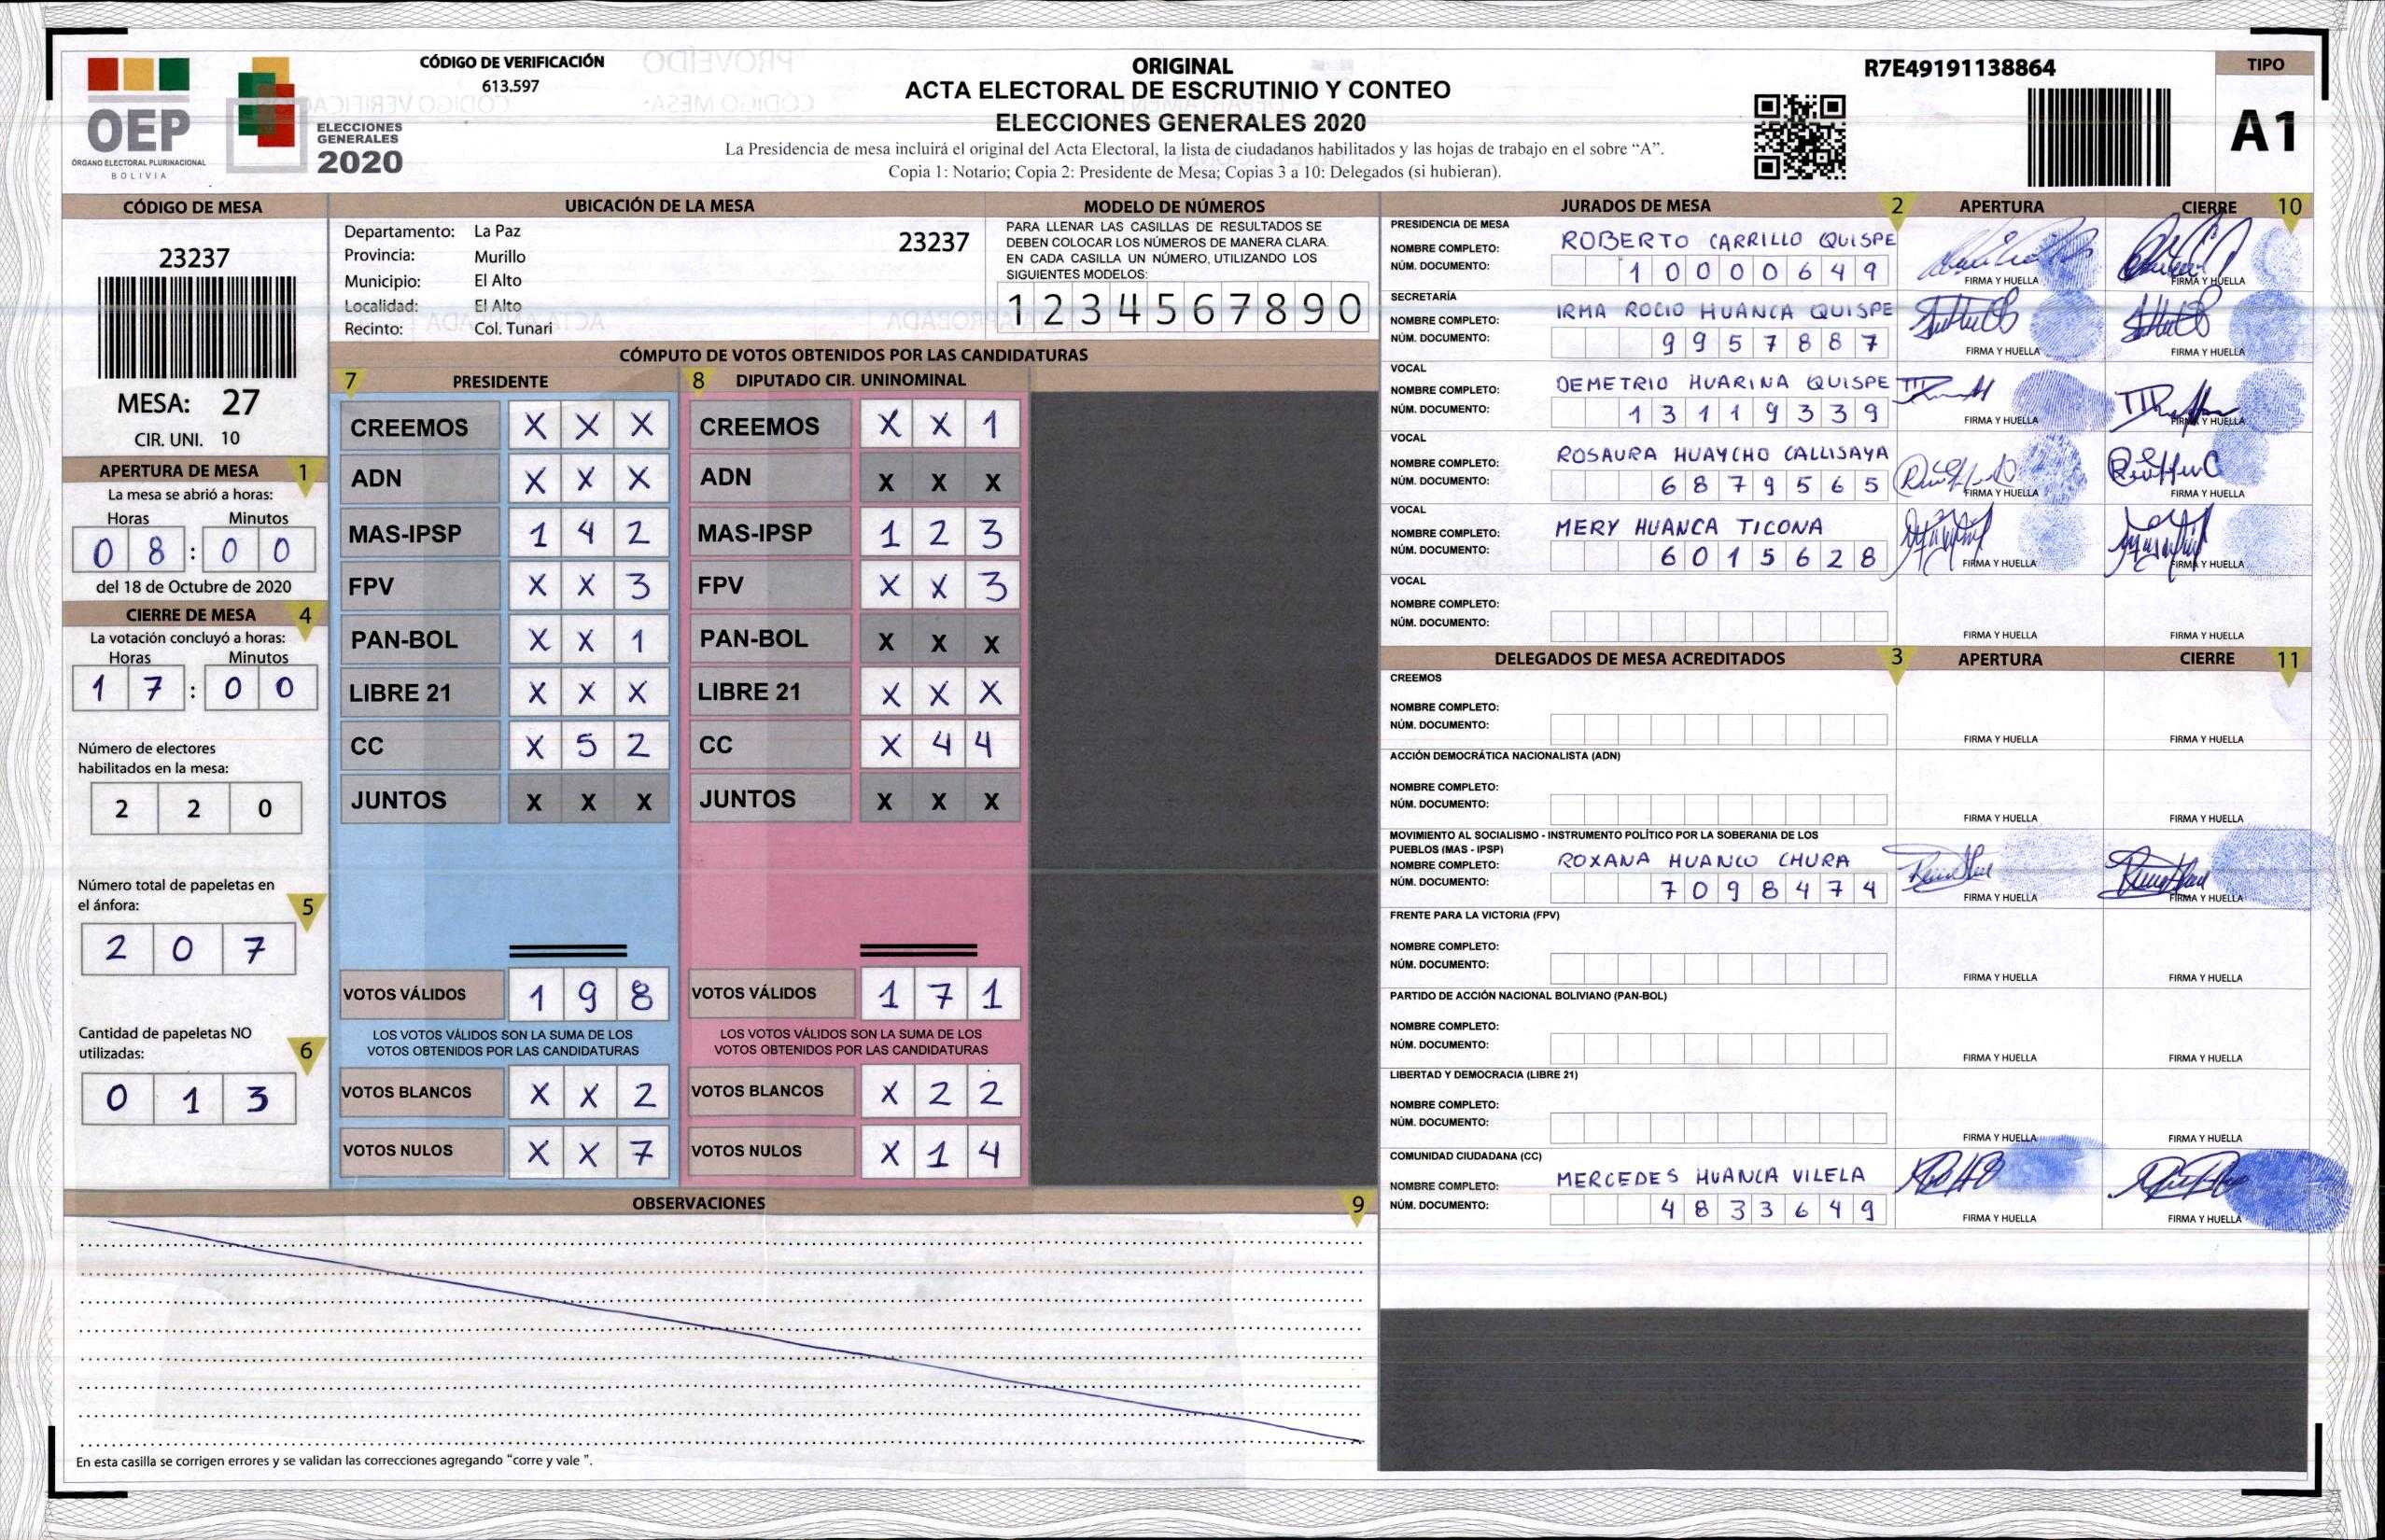 OEP
ÓRGANO ELECTORAL PLURINACIONAL
BOLIVIA
ELECCIONES
GENERALES
2020
CÓDIGO DE VERIFICACIÓN
613.597
ORIGINAL
ACTA ELECTORAL DE ESCRUTINIO Y CONTEO
ELECCIONES GENERALES 2020
La Presidencia de mesa incluirá el original del Acta Electoral, la lista de ciudadanos habilitados y las hojas de trabajo en el sobre “A”.
Copia 1: Notario; Copia 2: Presidente de Mesa; Copias 3 a 10: Delegados (si hubieran).
R7E49191138864
TIPO
A1
CÓDIGO DE MESA
23237
MESA: 27
CIR. UNI. 10
APERTURA DE MESA 1
La mesa se abrió a horas:
Horas Minutos
0 8 : 0 0
del 18 de Octubre de 2020
CIERRE DE MESA 4
La votación concluyó a horas:
Horas Minutos
1 7 : 0 0
Número de electores
habilitados en la mesa:
2 2 0
Número total de papeletas en
el ánfora: 5
2 0 7
Cantidad de papeletas NO
utilizadas: 6
0 1 3
UBICACIÓN DE LA MESA
Departamento: La Paz 23237
Provincia: Murillo
Municipio: El Alto
Localidad: El Alto
Recinto: Col. Tunari
MODELO DE NÚMEROS
PARA LLENAR LAS CASILLAS DE RESULTADOS SE
DEBEN COLOCAR LOS NÚMEROS DE MANERA CLARA.
EN CADA CASILLA UN NÚMERO, UTILIZANDO LOS
SIGUIENTES MODELOS:
1 2 3 4 5 6 7 8 9 0
CÓMPUTO DE VOTOS OBTENIDOS POR LAS CANDIDATURAS
7 PRESIDENTE
CREEMOS X X X
ADN X X X
MAS-IPSP 1 4 2
FPV X X 3
PAN-BOL X X 1
LIBRE 21 X X X
CC X 5 2
JUNTOS X X X
VOTOS VÁLIDOS 1 9 8
LOS VOTOS VÁLIDOS SON LA SUMA DE LOS
VOTOS OBTENIDOS POR LAS CANDIDATURAS
VOTOS BLANCOS X X 2
VOTOS NULOS X X 7
8 DIPUTADO CIR. UNINOMINAL
CREEMOS X X 1
ADN X X X
MAS-IPSP 1 2 3
FPV X X 3
PAN-BOL X X X
LIBRE 21 X X X
CC X 4 4
JUNTOS X X X
VOTOS VÁLIDOS 1 7 1
LOS VOTOS VÁLIDOS SON LA SUMA DE LOS
VOTOS OBTENIDOS POR LAS CANDIDATURAS
VOTOS BLANCOS X 2 2
VOTOS NULOS X 1 4
OBSERVACIONES 9
En esta casilla se corrigen errores y se validan las correcciones agregando “corre y vale ”.
JURADOS DE MESA 2 APERTURA CIERRE 10
PRESIDENCIA DE MESA
NOMBRE COMPLETO: ROBERTO CARRILLO QUISPE
NÚM. DOCUMENTO: 1 0 0 0 0 6 4 9
FIRMA Y HUELLA FIRMA Y HUELLA
SECRETARÍA
NOMBRE COMPLETO: IRMA ROCIO HUANCA QUISPE
NÚM. DOCUMENTO: 9 9 5 7 8 8 7
FIRMA Y HUELLA FIRMA Y HUELLA
VOCAL
NOMBRE COMPLETO: DEMETRIO HUARINA QUISPE
NÚM. DOCUMENTO: 1 3 1 1 9 3 3 9
FIRMA Y HUELLA FIRMA Y HUELLA
VOCAL
NOMBRE COMPLETO: ROSAURA HUAYCHO CALLISAYA
NÚM. DOCUMENTO: 6 8 7 9 5 6 5
FIRMA Y HUELLA FIRMA Y HUELLA
VOCAL
NOMBRE COMPLETO: MERY HUANCA TICONA
NÚM. DOCUMENTO: 6 0 1 5 6 2 8
FIRMA Y HUELLA FIRMA Y HUELLA
VOCAL
NOMBRE COMPLETO:
NÚM. DOCUMENTO:
FIRMA Y HUELLA FIRMA Y HUELLA
DELEGADOS DE MESA ACREDITADOS 3 APERTURA CIERRE 11
CREEMOS
NOMBRE COMPLETO:
NÚM. DOCUMENTO:
FIRMA Y HUELLA FIRMA Y HUELLA
ACCIÓN DEMOCRÁTICA NACIONALISTA (ADN)
NOMBRE COMPLETO:
NÚM. DOCUMENTO:
FIRMA Y HUELLA FIRMA Y HUELLA
MOVIMIENTO AL SOCIALISMO - INSTRUMENTO POLÍTICO POR LA SOBERANIA DE LOS
PUEBLOS (MAS - IPSP)
NOMBRE COMPLETO: ROXANA HUANCO CHURA
NÚM. DOCUMENTO: 7 0 9 8 4 7 4
FIRMA Y HUELLA FIRMA Y HUELLA
FRENTE PARA LA VICTORIA (FPV)
NOMBRE COMPLETO:
NÚM. DOCUMENTO:
FIRMA Y HUELLA FIRMA Y HUELLA
PARTIDO DE ACCIÓN NACIONAL BOLIVIANO (PAN-BOL)
NOMBRE COMPLETO:
NÚM. DOCUMENTO:
FIRMA Y HUELLA FIRMA Y HUELLA
LIBERTAD Y DEMOCRACIA (LIBRE 21)
NOMBRE COMPLETO:
NÚM. DOCUMENTO:
FIRMA Y HUELLA FIRMA Y HUELLA
COMUNIDAD CIUDADANA (CC)
NOMBRE COMPLETO: MERCEDES HUANCA VILELA
NÚM. DOCUMENTO: 4 8 3 3 6 4 9
FIRMA Y HUELLA FIRMA Y HUELLA